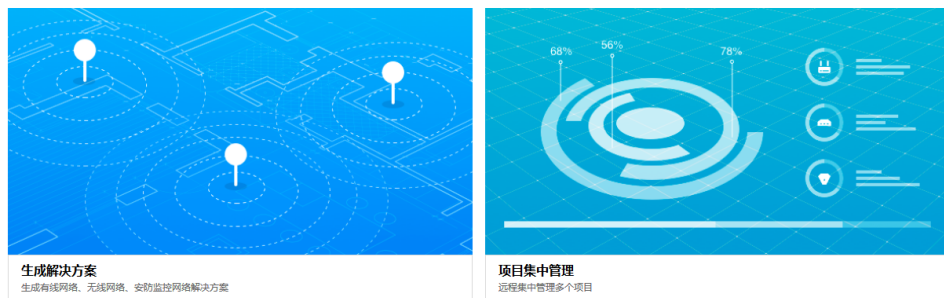 68%
56%
78%
生成解决方案
生成有线网络、无线网络、安防监控网络解决方案
项目集中管理
远程集中管理多个项目